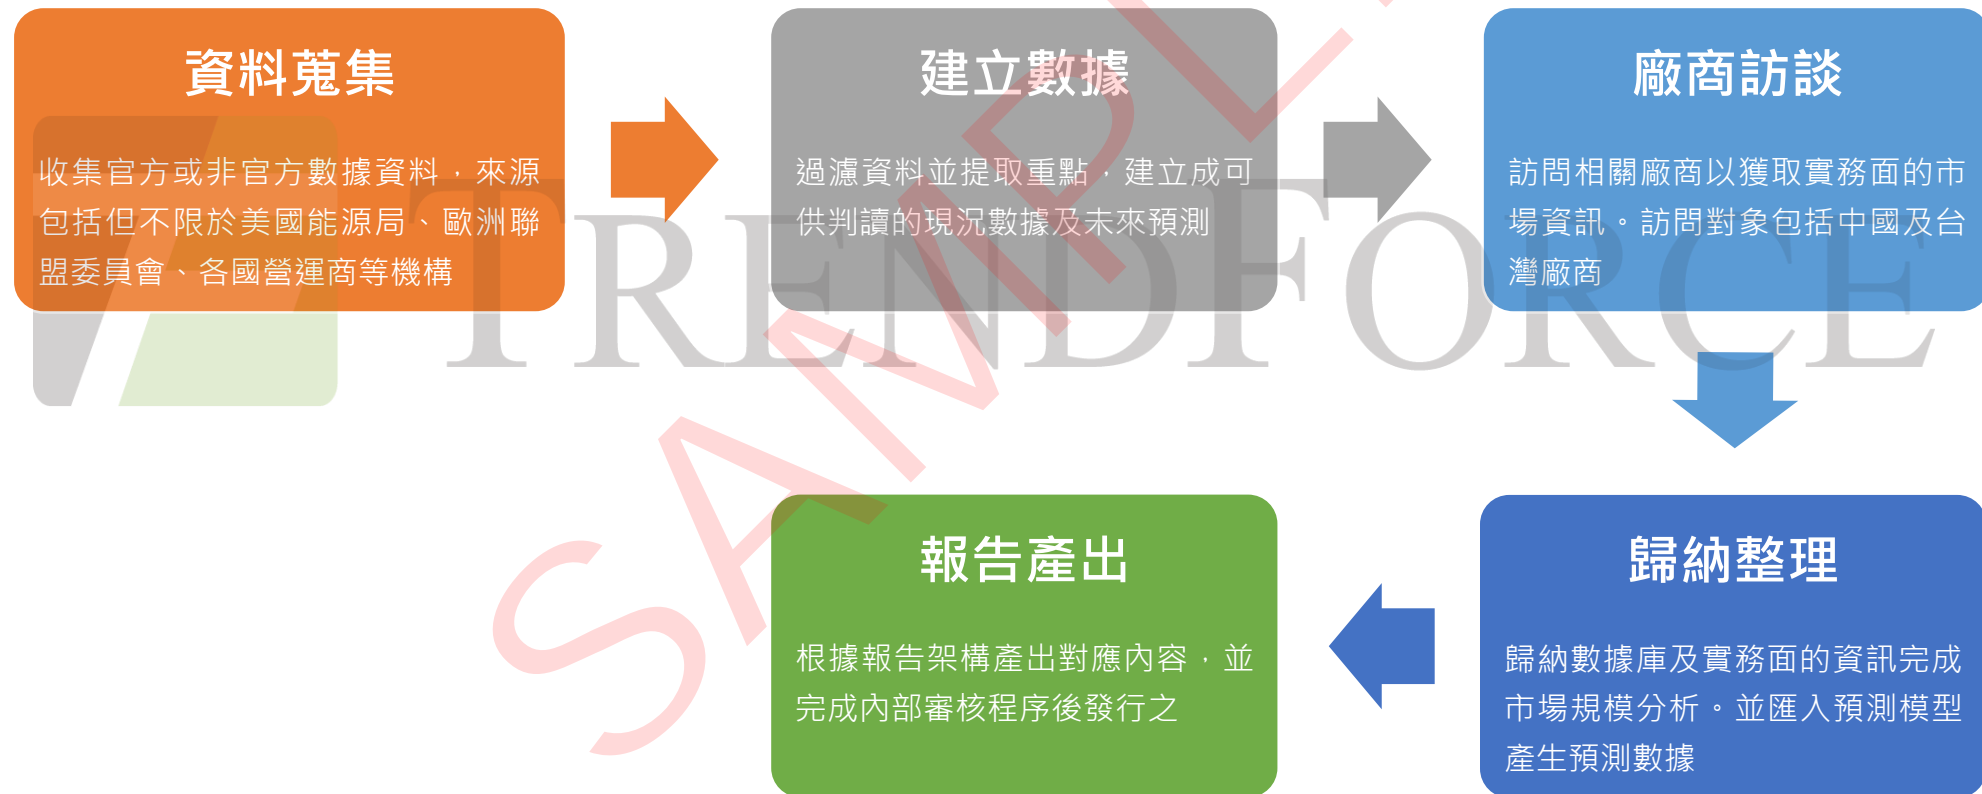 資料蒐集
收集官方或非官方數據資料，來源
包括但不限於美國能源局、歐洲聯
盟委員會、各國營運商等機構
建立數據
過濾資料並提取重點，建立成可
供判讀的現況數據及未來預測
廠商訪談
訪問相關廠商以獲取實務面的市
場資訊。訪問對象包括中國及台
灣廠商
歸納整理
歸納數據庫及實務面的資訊完成
市場規模分析。並匯入預測模型
產生預測數據
報告產出
根據報告架構產出對應內容，並
完成內部審核程序後發行之
TRENDFORCE
SAMPLE